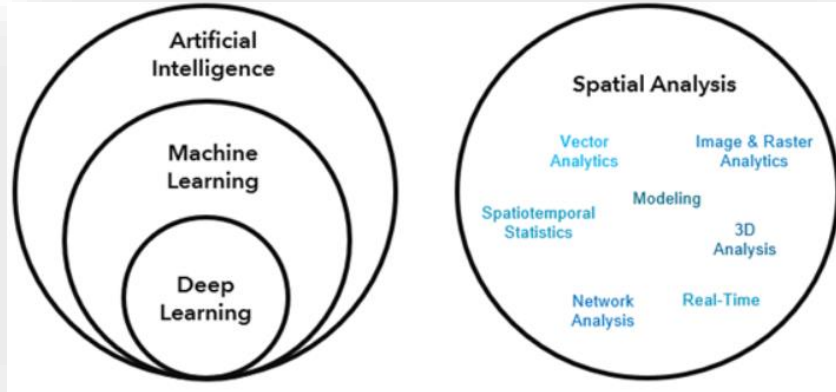 Artificial
Intelligence
Machine
Learning
Deep
Learning
Spatial Analysis
Vector
Analytics
Image & Raster
Analytics
Modeling
Spatiotemporal
Statistics
3D
Analysis
Network
Analysis
Real-Time